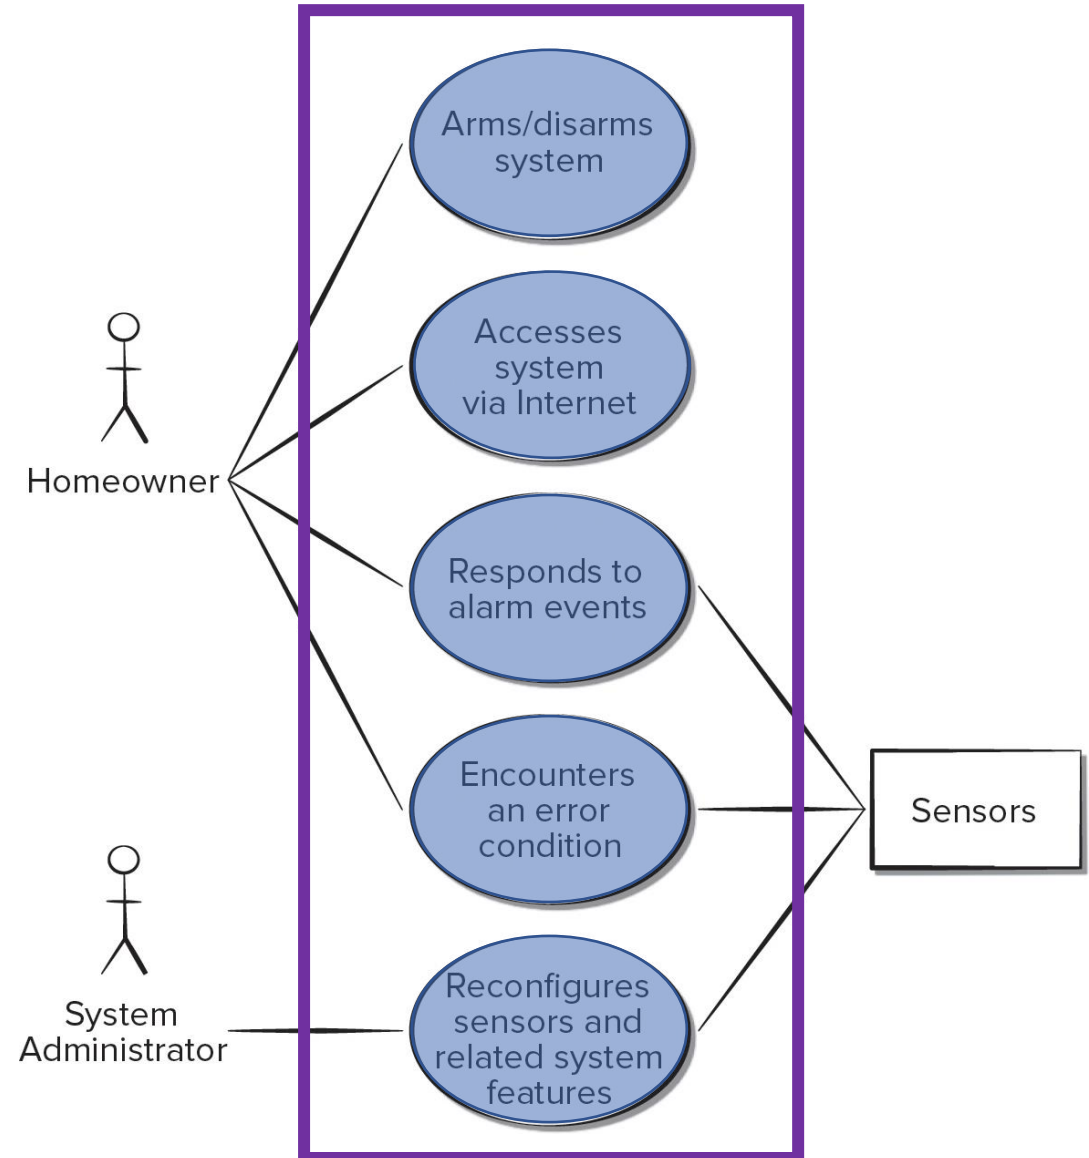 Arms/disarms
system
Accesses
system
via Internet
Homeowner
Responds to
alarm events
Encounters
an error
condition
Sensors
System
Administrator
Reconfigures
sensors and
related system
features